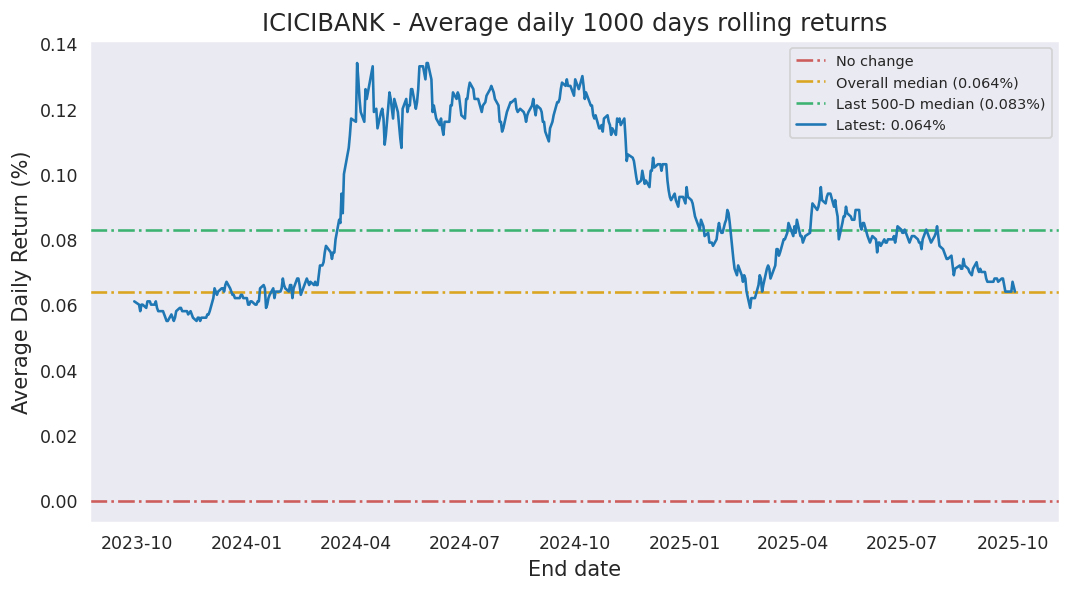 ICICIBANK - Average daily 1000 days rolling returns
0.14
0.12
0.10
0.08
0.06
0.04
0.02
0.00
Average Daily Return (%)
No change
Overall median (0.064%)
Last 500-D median (0.083%)
Latest: 0.064%
2023-10
2024-01
2024-04
2024-07
2024-10
2025-01
2025-04
2025-07
2025-10
End date